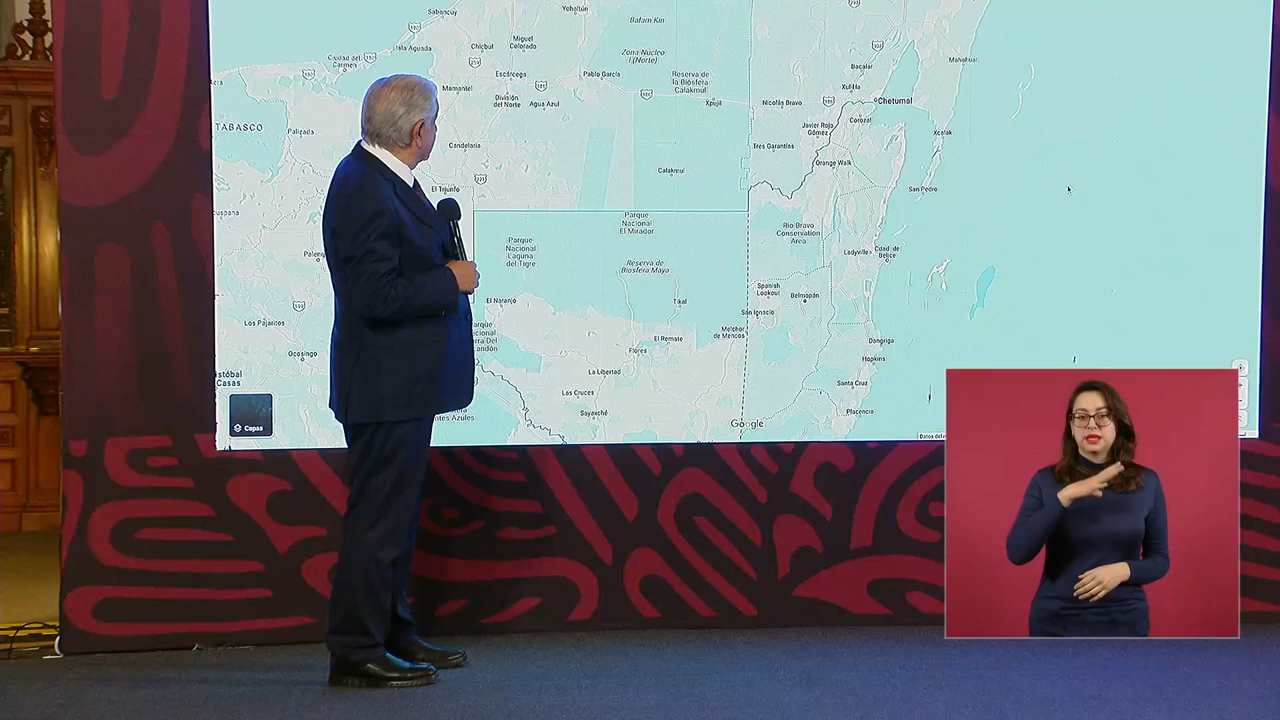 Sabancuy
Yohaltún
Balam Kin
Isla Aguada
Chicbul
Miguel
Colorado
Zona Nucleo
I (Norte)
Bacalar
Mahahual
Ciudad del
Carmen
Escárcega
Pablo García
Reserva de
la Biósfera
Calakmul
Xul-Ha
Mamantel
División
del Norte
Agua Azul
Xpujil
Nicolás Bravo
Chetumal
TABASCO
Palizada
Javier Rojo
Gómez
Corozal
Xcalak
Candelaria
Tres Garantías
Orange Walk
Calakmul
El Triunfo
San Pedro
Parque
Nacional
El Mirador
Río Bravo
Conservation
Area
Parque
Nacional
Laguna
del Tigre
Ladyville
Cdad de
Belice
Reserva de
Biosfera Maya
Spanish
Lookout
Belmopán
El Naranjo
Tikal
San Ignacio
Los Pajaritos
Melchor
de Mencos
El Remate
Dangriga
Flores
Hopkins
Ocosingo
La Libertad
Santa Cruz
Las Cruces
Sayaxché
Placencia
Google
Capas